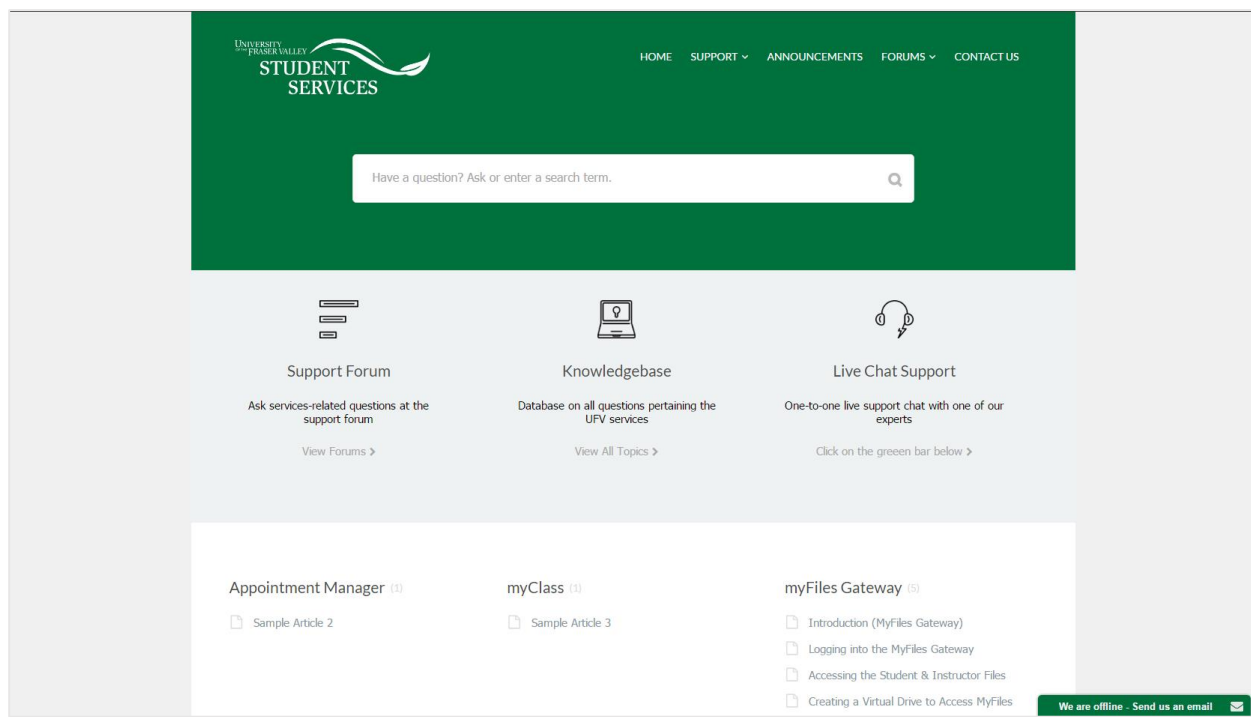 UNIVERSITY
OF THE FRASER VALLEY
STUDENT
SERVICES
HOME SUPPORT ANNOUNCEMENTS FORUMS CONTACT US
Have a question? Ask or enter a search term.
Support Forum
Ask services-related questions at the
support forum
View Forums
Knowledgebase
Database on all questions pertaining the
UFV services
View All Topics
Live Chat Support
One-to-one live support chat with one of our
experts
Click on the greeen bar below
Appointment Manager (1)
Sample Article 2
myClass (1)
Sample Article 3
myFiles Gateway (5)
Introduction (MyFiles Gateway)
Logging into the MyFiles Gateway
Accessing the Student & Instructor Files
Creating a Virtual Drive to Access MyFiles
We are offline - Send us an email